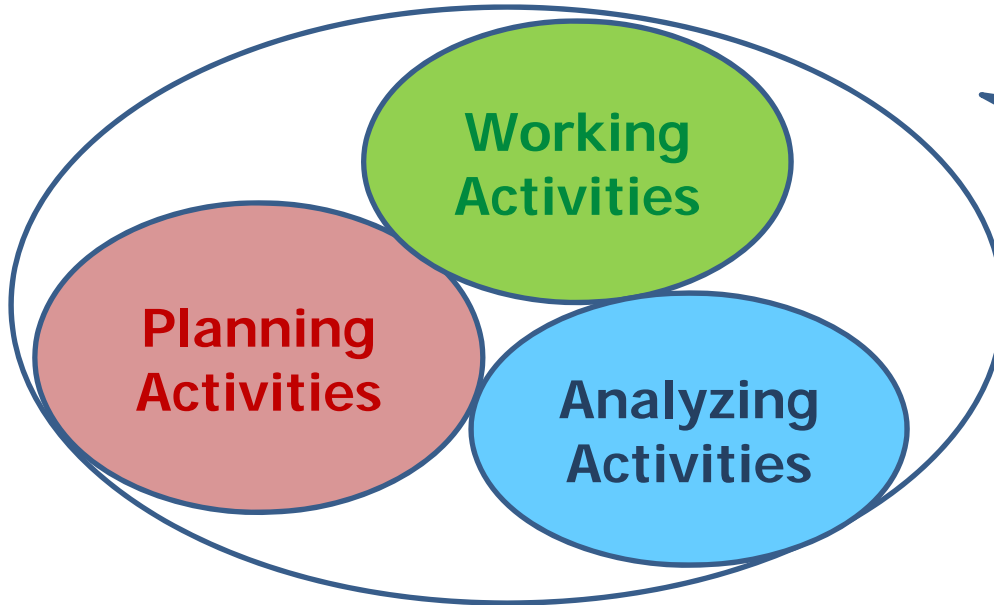 Working
Activities
Planning
Activities
Analyzing
Activities